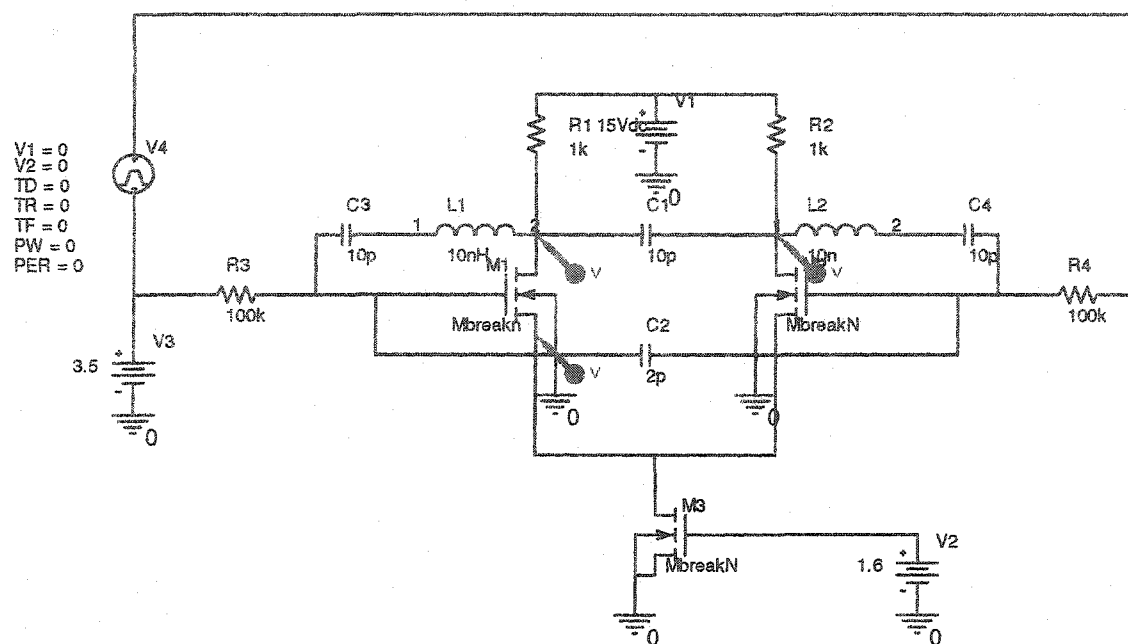 V1
R1 15Vdc
1k
R2
1k
0
V1 = 0
V2 = 0
TD = 0
TR = 0
TF = 0
PW = 0
PER = 0
V4
C3
10p
1
L1
10nH
2
C1
10p
1
L2
10n
2
C4
10p
V
V
R3
100k
M1
Mbreakn
MbreakN
R4
100k
V3
3.5
0
C2
2p
V
0
0
M3
MbreakN
0
V2
1.6
0